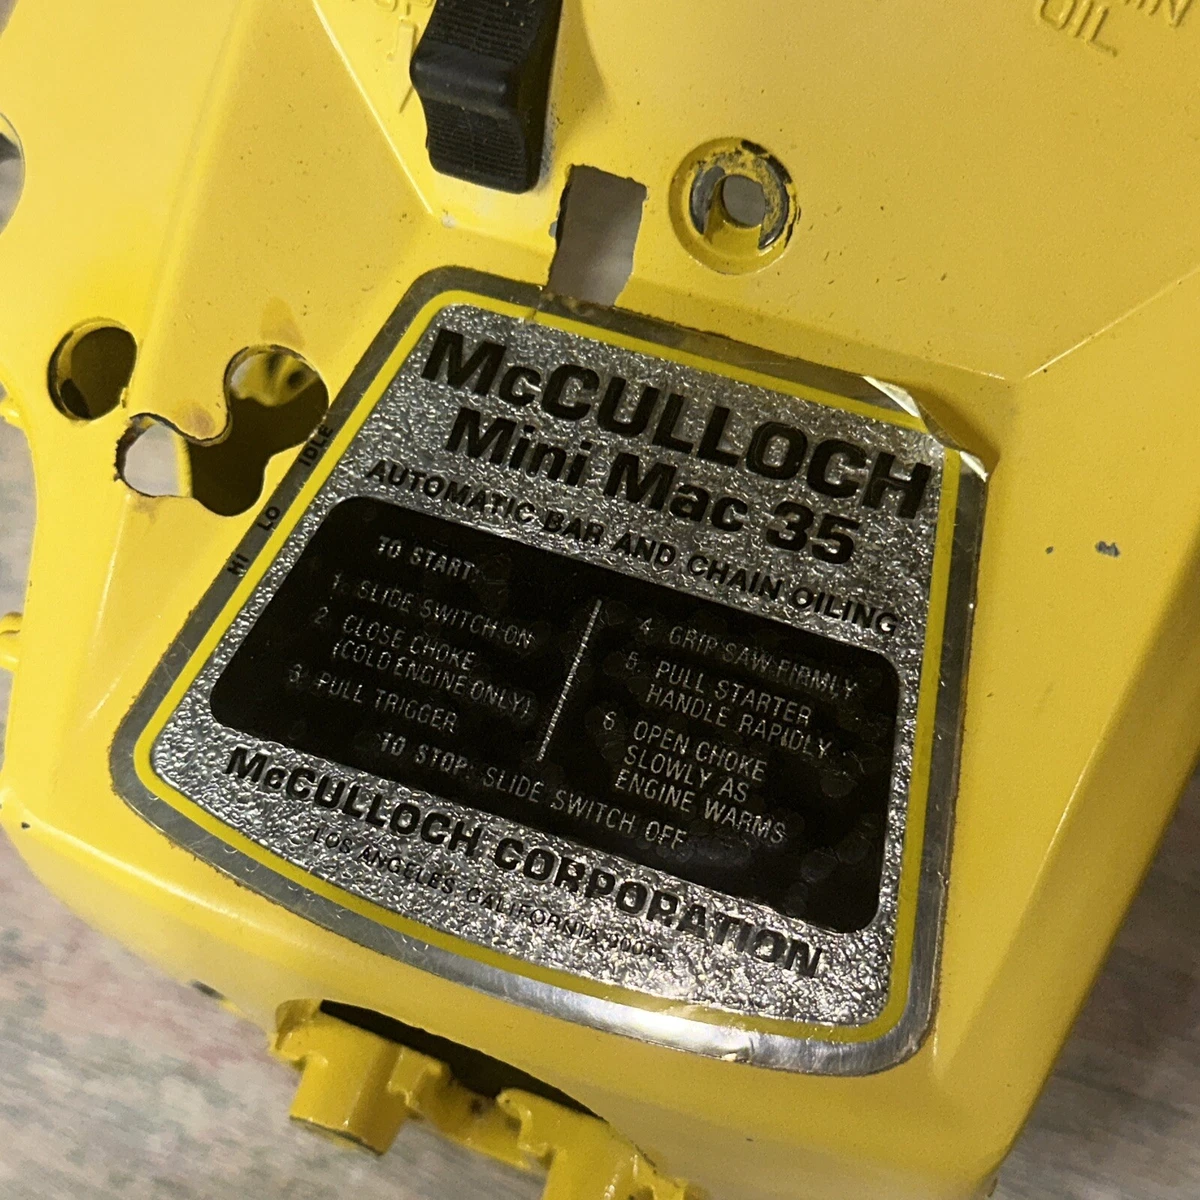 OIL
McCULLOCH
Mini Mac 35
AUTOMATIC BAR AND CHAIN OILING
IDLE
LO
HI
TO START:
1. SLIDE SWITCH ON
2. CLOSE CHOKE
(COLD ENGINE ONLY)
3. PULL TRIGGER
4. GRIP SAW FIRMLY
5. PULL STARTER
HANDLE RAPIDLY
6. OPEN CHOKE
SLOWLY AS
ENGINE WARMS
TO STOP: SLIDE SWITCH OFF
McCULLOCH CORPORATION
LOS ANGELES CALIFORNIA